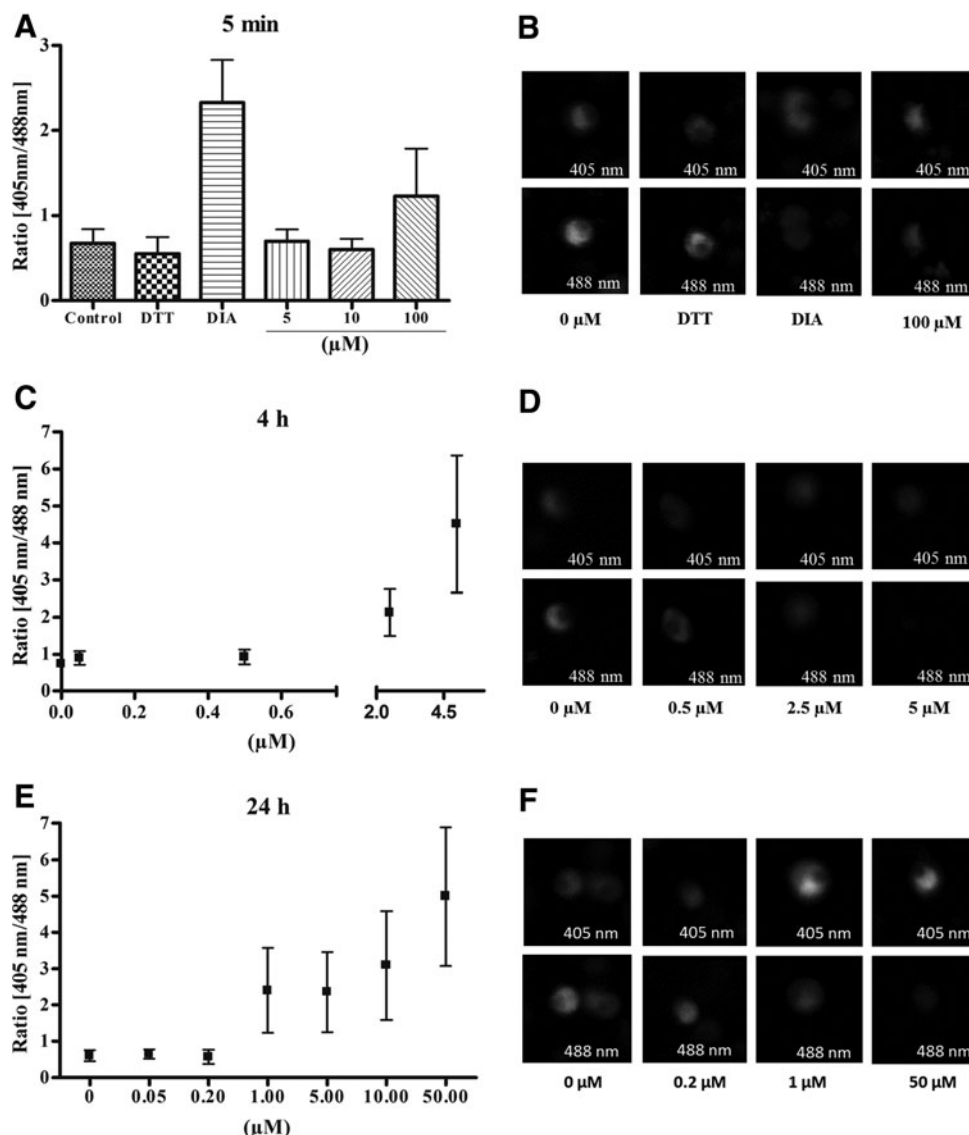 A
5 min
Ratio [405nm/488nm]
3
2
1
0
Control DTT DIA 5 10 100
(µM)
B
405 nm 405 nm 405 nm 405 nm
488 nm 488 nm 488 nm 488 nm
0 µM DTT DIA 100 µM
C
4 h
Ratio [405 nm/488 nm]
7
6
5
4
3
2
1
0
0.0 0.2 0.4 0.6 2.0 4.5
(µM)
D
405 nm 405 nm 405 nm 405 nm
488 nm 488 nm 488 nm 488 nm
0 µM 0.5 µM 2.5 µM 5 µM
E
24 h
Ratio [405 nm/488 nm]
7
6
5
4
3
2
1
0
0 0.05 0.20 1.00 5.00 10.00 50.00
(µM)
F
405 nm 405 nm 405 nm 405 nm
488 nm 488 nm 488 nm 488 nm
0 µM 0.2 µM 1 µM 50 µM